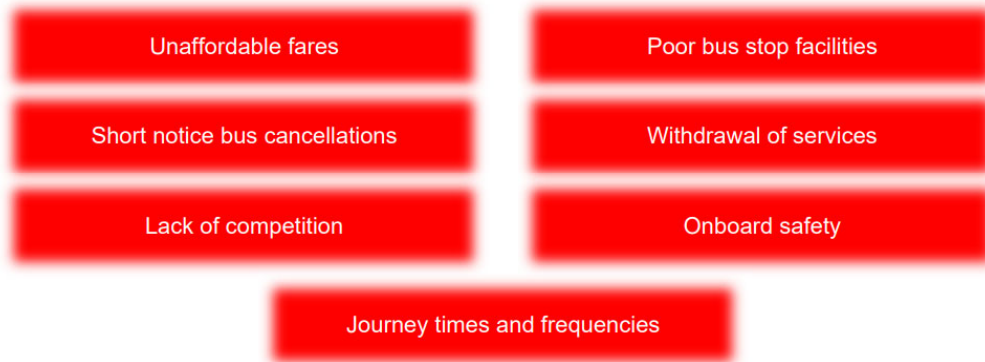 Unaffordable fares
Poor bus stop facilities
Short notice bus cancellations
Withdrawal of services
Lack of competition
Onboard safety
Journey times and frequencies